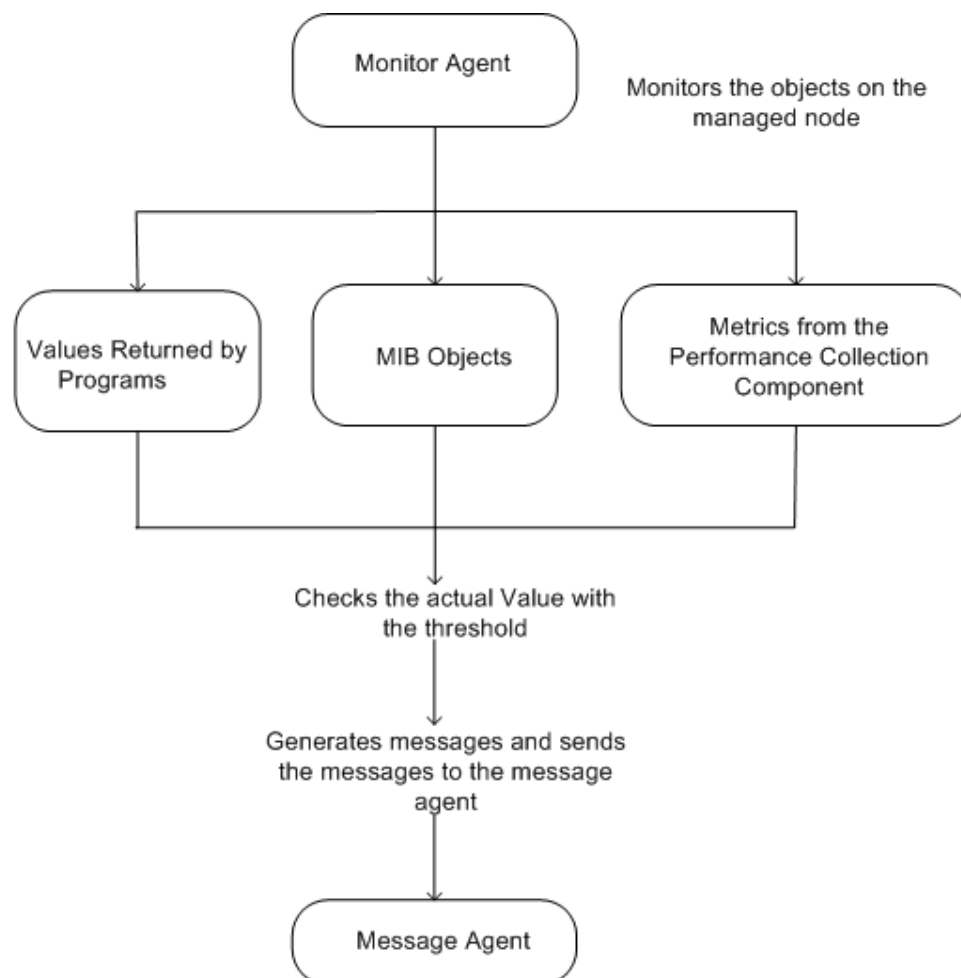 Monitor Agent
Monitors the objects on the
managed node
Values Returned by
Programs
MIB Objects
Metrics from the
Performance Collection
Component
Checks the actual Value with
the threshold
Generates messages and sends
the messages to the message
agent
Message Agent